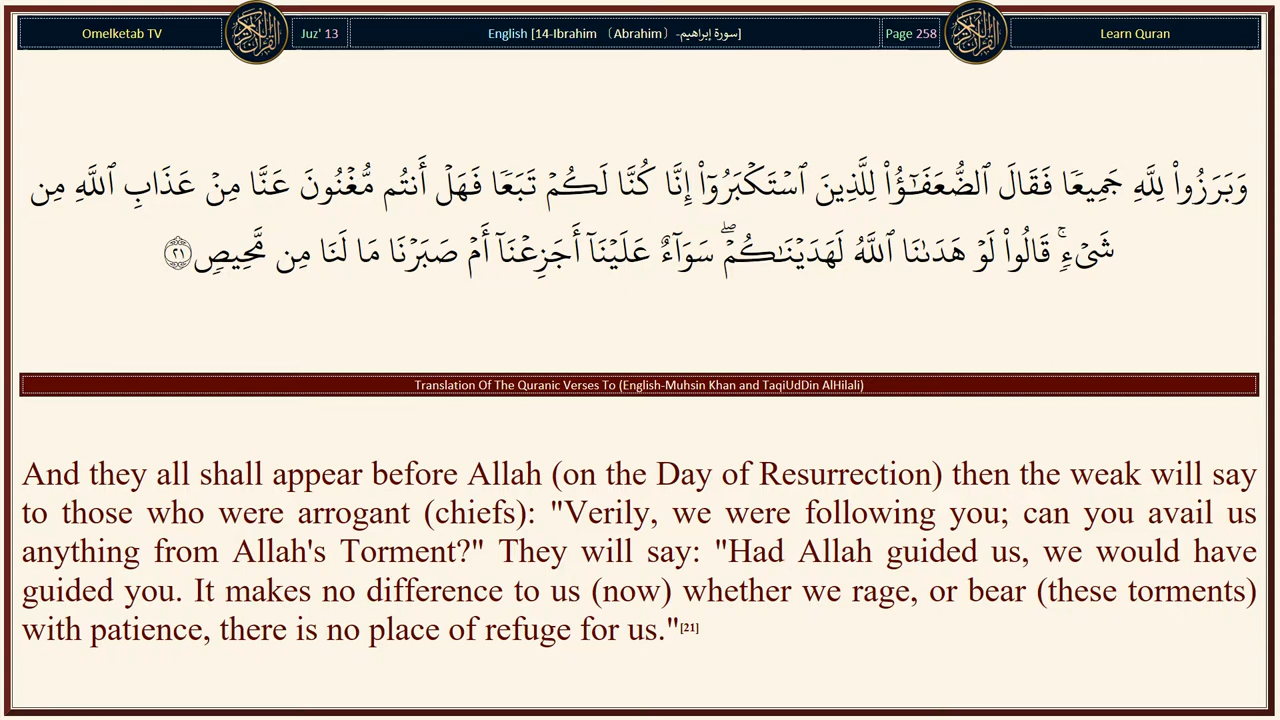 Omelketab TV
Juz' 13
English [14-Ibrahim （Abrahim）-سورة إبراهيم]
Page 258
Learn Quran
وَبَرَزُوا۟ لِلَّهِ جَمِيعًۭا فَقَالَ ٱلضُّعَفَـٰٓؤُا۟ لِلَّذِينَ ٱسْتَكْبَرُوٓا۟ إِنَّا كُنَّا لَكُمْ تَبَعًۭا فَهَلْ أَنتُم مُّغْنُونَ عَنَّا مِنْ عَذَابِ ٱللَّهِ مِن
شَىْءٍۢ ۚ قَالُوا۟ لَوْ هَدَىٰنَا ٱللَّهُ لَهَدَيْنَـٰكُمْ ۖ سَوَآءٌ عَلَيْنَآ أَجَزِعْنَآ أَمْ صَبَرْنَا مَا لَنَا مِن مَّحِيصٍۢ ٢١
Translation Of The Quranic Verses To (English-Muhsin Khan and TaqiUdDin AlHilali)
And they all shall appear before Allah (on the Day of Resurrection) then the weak will say
to those who were arrogant (chiefs): "Verily, we were following you; can you avail us
anything from Allah's Torment?" They will say: "Had Allah guided us, we would have
guided you. It makes no difference to us (now) whether we rage, or bear (these torments)
with patience, there is no place of refuge for us."[21]